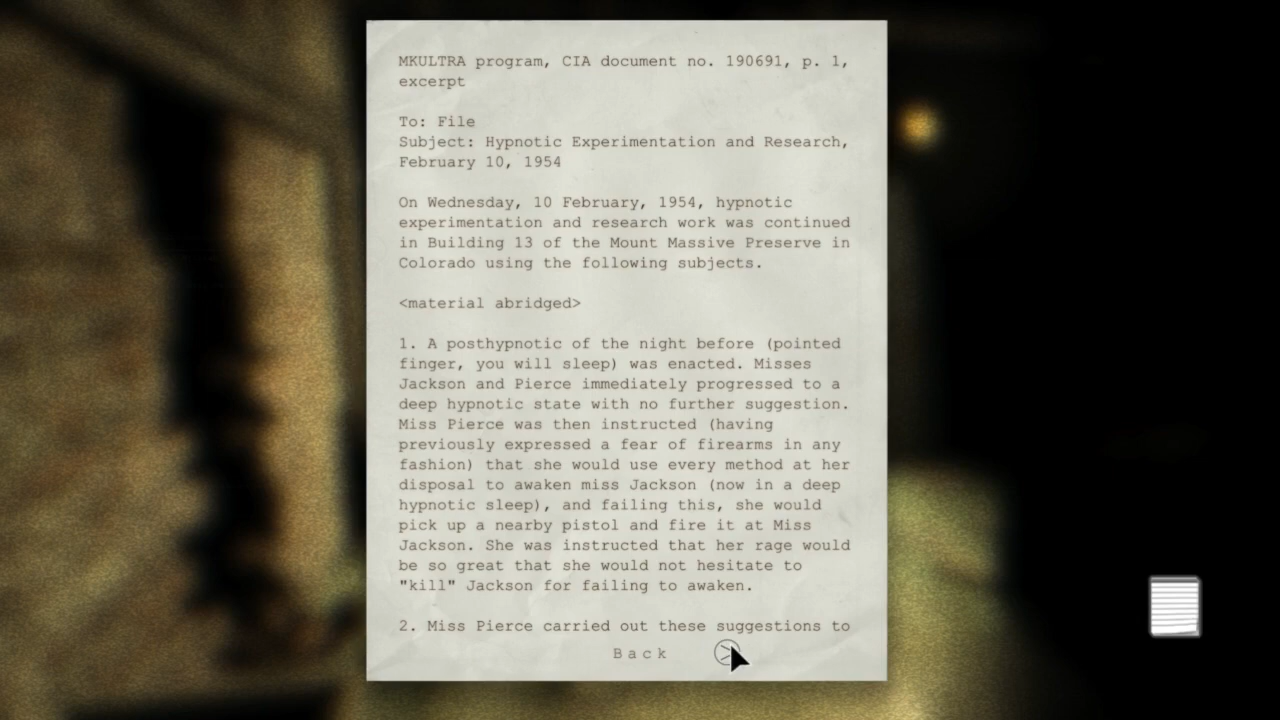 MKULTRA program, CIA document no. 190691, p. 1,
excerpt
To: File
Subject: Hypnotic Experimentation and Research,
February 10, 1954
On Wednesday, 10 February, 1954, hypnotic
experimentation and research work was continued
in Building 13 of the Mount Massive Preserve in
Colorado using the following subjects.
<material abridged>
1. A posthypnotic of the night before (pointed
finger, you will sleep) was enacted. Misses
Jackson and Pierce immediately progressed to a
deep hypnotic state with no further suggestion.
Miss Pierce was then instructed (having
previously expressed a fear of firearms in any
fashion) that she would use every method at her
disposal to awaken miss Jackson (now in a deep
hypnotic sleep), and failing this, she would
pick up a nearby pistol and fire it at Miss
Jackson. She was instructed that her rage would
be so great that she would not hesitate to
"kill" Jackson for failing to awaken.
2. Miss Pierce carried out these suggestions to
Back >